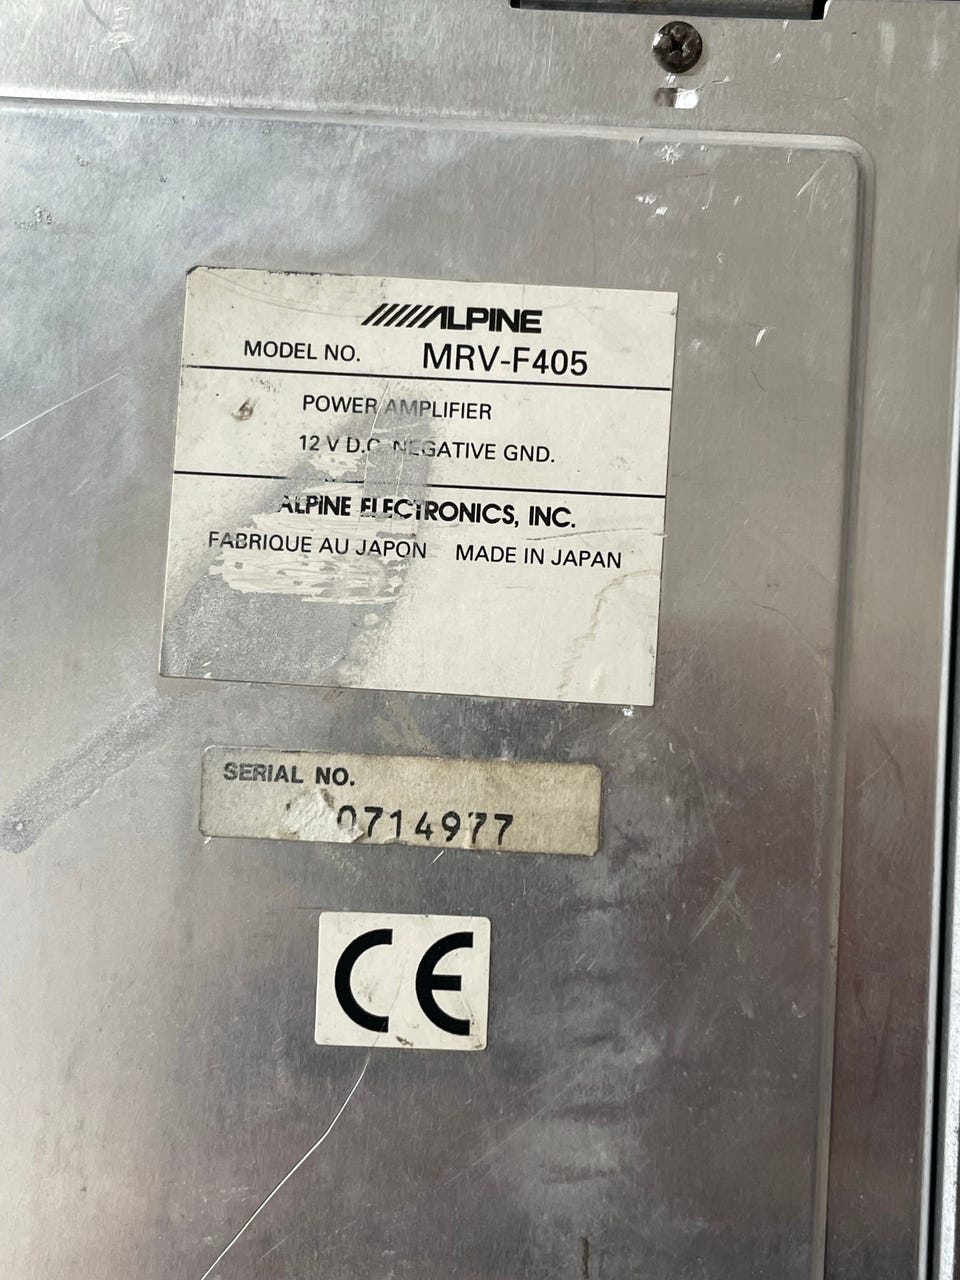 ALPINE
MODEL NO. MRV-F405
POWER AMPLIFIER
12 V D.C. NEGATIVE GND.
ALPINE ELECTRONICS, INC.
FABRIQUE AU JAPON MADE IN JAPAN
SERIAL NO.
0714977
CE